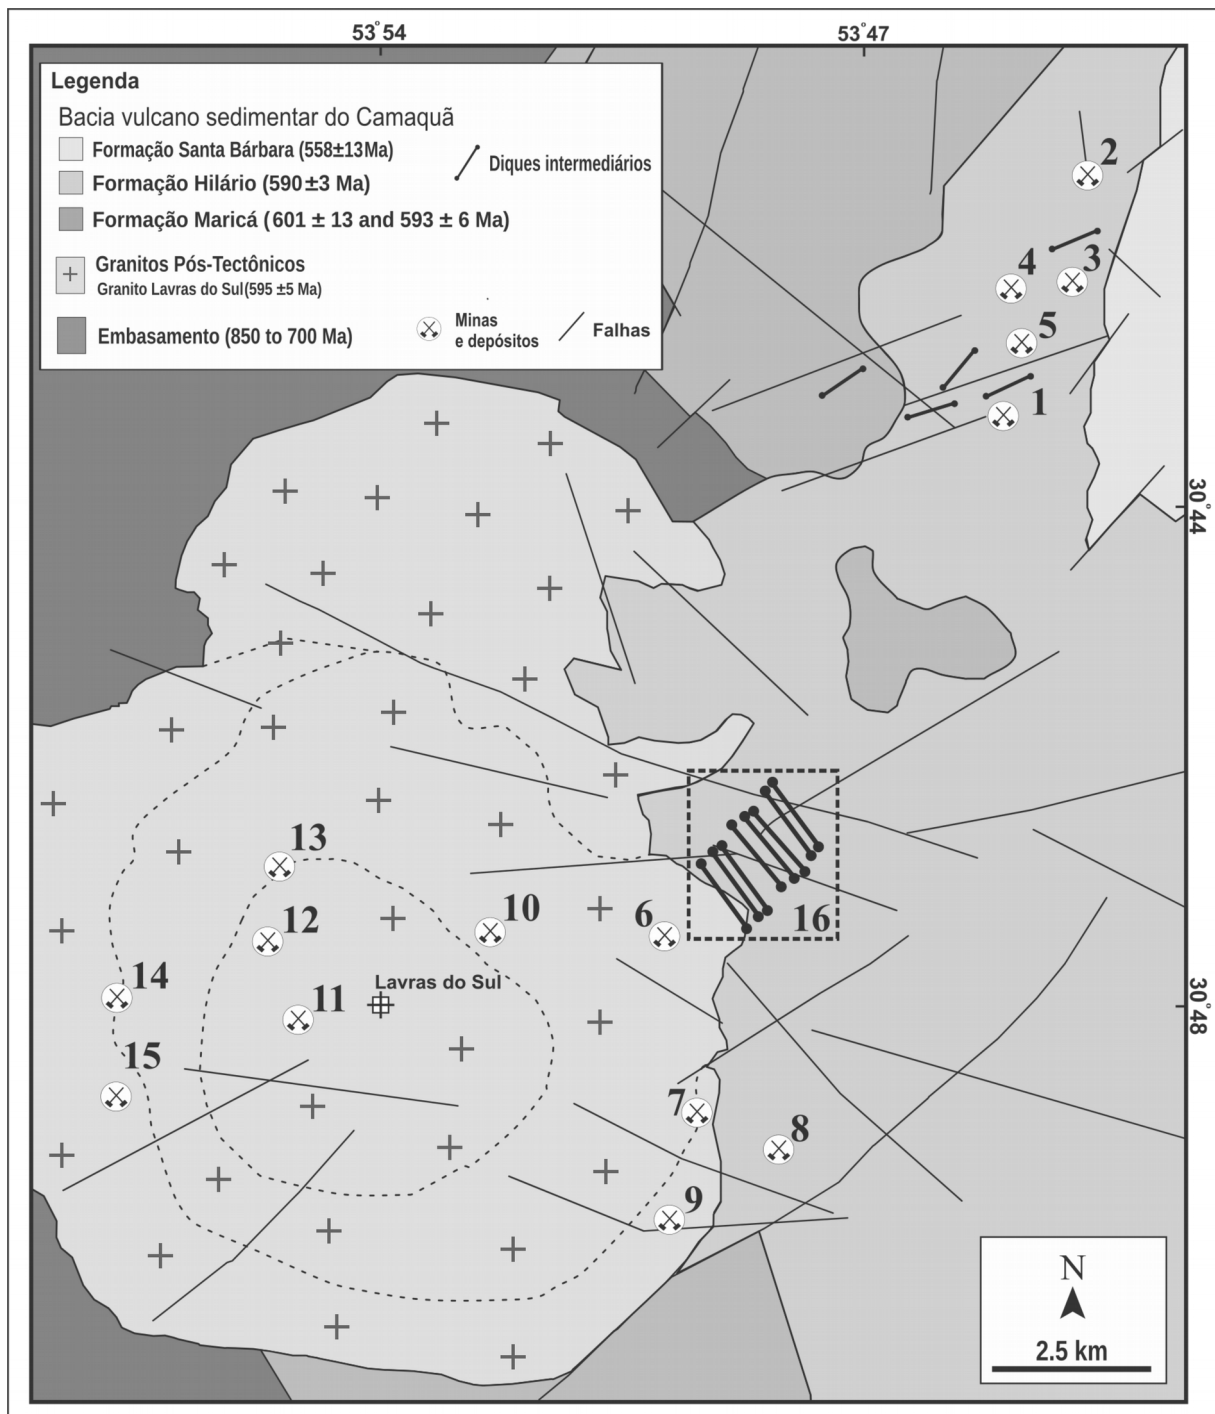 53°54
53°47
Legenda
Bacia vulcano sedimentar do Camaquã
Formação Santa Bárbara (558±13Ma)
Formação Hilário (590±3 Ma)
Formação Maricá (601 ± 13 and 593 ± 6 Ma)
Diques intermediários
Granitos Pós-Tectônicos
Granito Lavras do Sul(595 ±5 Ma)
Embasamento (850 to 700 Ma)
Minas
e depósitos
Falhas
2
4
3
5
1
30°44
13
12
10
6
16
14
Lavras do Sul
11
30°48
15
7
8
9
N
2.5 km